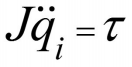 Jq̈ᵢ = τ